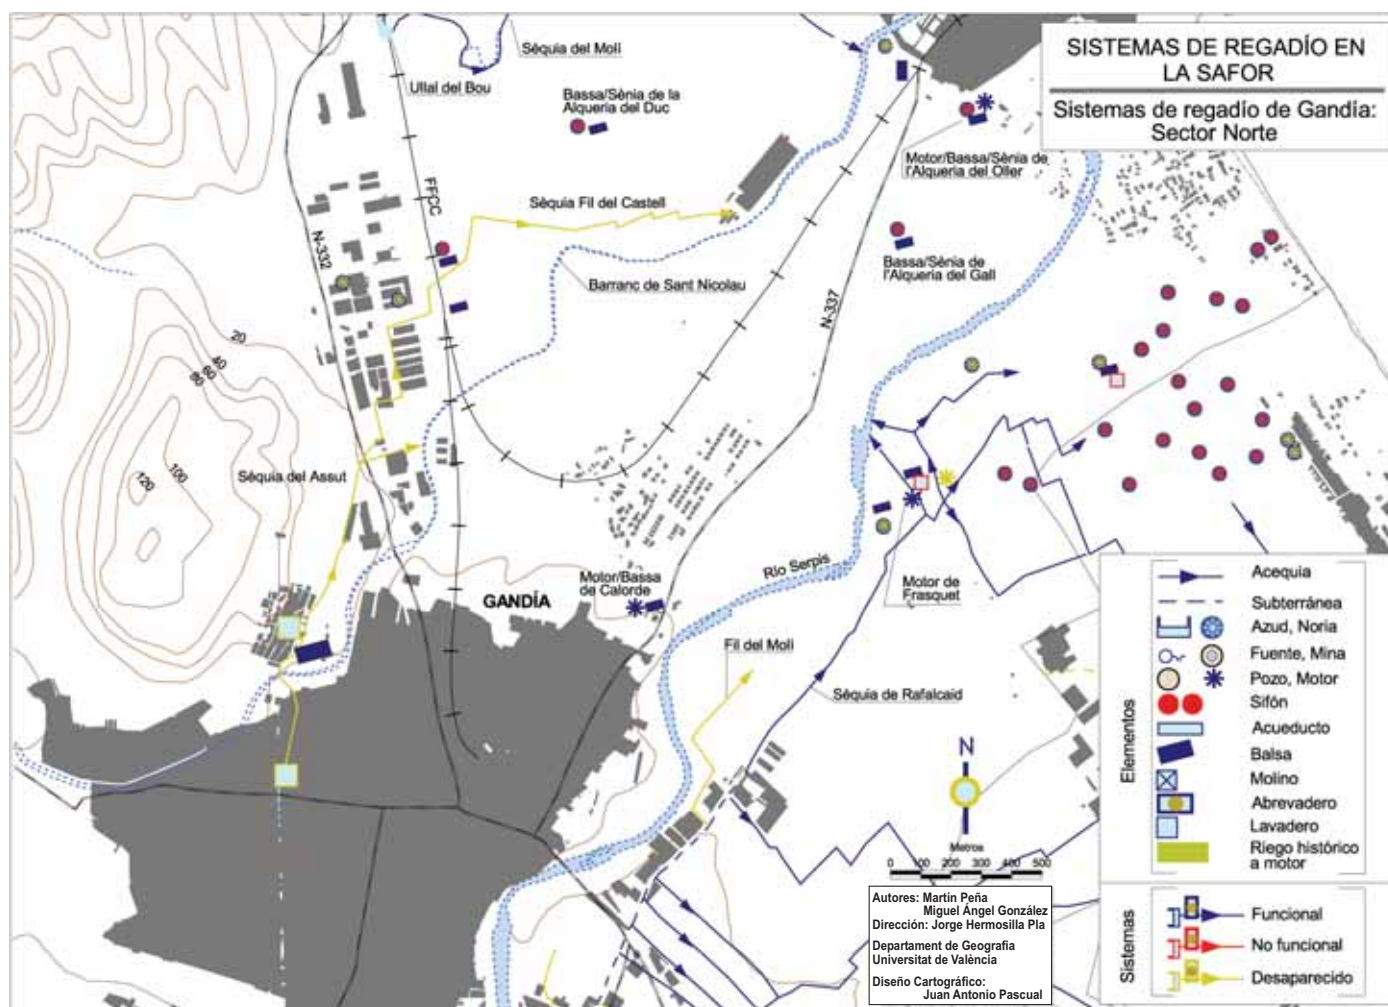 SISTEMAS DE REGADÍO EN
LA SAFOR
Sistemas de regadío de Gandía:
Sector Norte
Sèquia del Molí
Ullal del Bou
Bassa/Sènia de la
Alqueria del Duc
Motor/Bassa/Sènia de
l'Alqueria del Oller
FFCC
Sèquia Fil del Castell
N-332
Bassa/Sènia de
l'Alqueria del Gall
Barranc de Sant Nicolau
N-337
20
40
60
80
100
120
Sèquia del Assut
Río Serpis
Motor/Bassa
de Calorde
GANDÍA
Motor de
Frasquet
Fil del Molí
Sèquia de Rafalcaid
N
Metros
0 100 200 300 400 500
Autores: Martín Peña
Miguel Ángel González
Dirección: Jorge Hermosilla Pla
Departament de Geografia
Universitat de València
Diseño Cartográfico:
Juan Antonio Pascual
Elementos
Acequia
Subterránea
Azud, Noria
Fuente, Mina
Pozo, Motor
Sifón
Acueducto
Balsa
Molino
Abrevadero
Lavadero
Riego histórico
a motor
Sistemas
Funcional
No funcional
Desaparecido